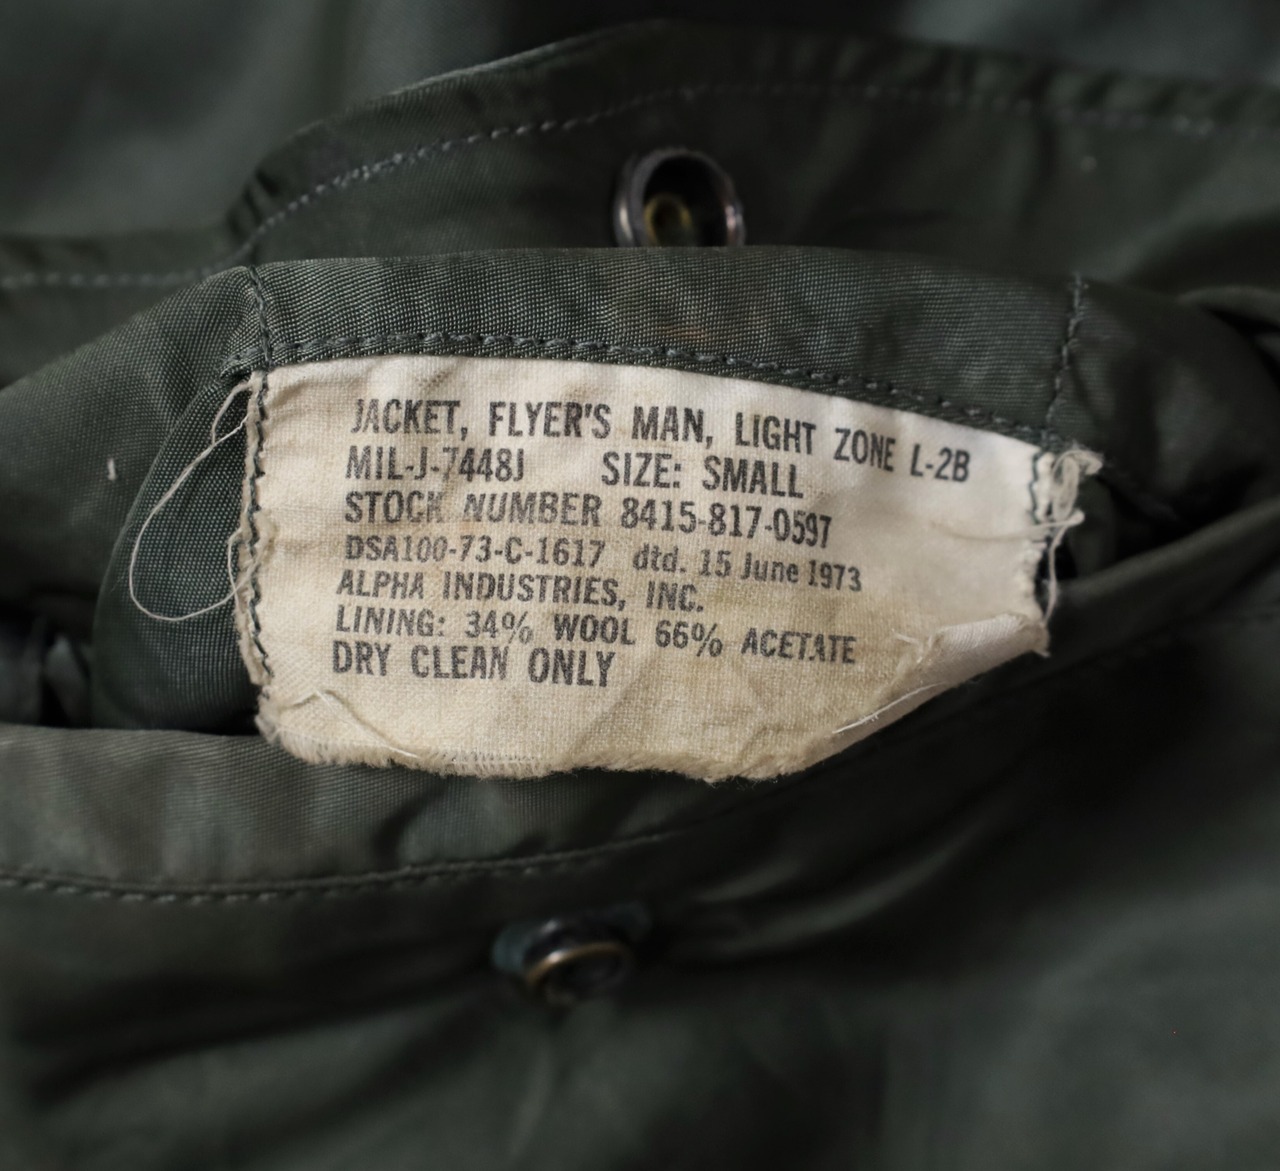 JACKET, FLYER'S MAN, LIGHT ZONE L-2B
MIL-J-7448J SIZE: SMALL
STOCK NUMBER 8415-817-0597
DSA100-73-C-1617 dtd. 15 June 1973
ALPHA INDUSTRIES, INC.
LINING: 34% WOOL 66% ACETATE
DRY CLEAN ONLY